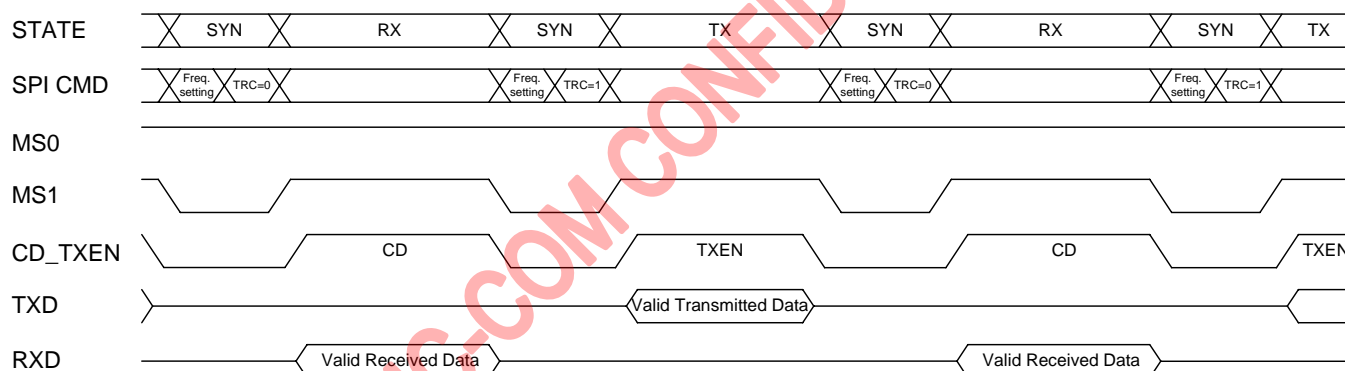 STATE SYN RX SYN TX SYN RX SYN TX
SPI CMD Freq. setting TRC=0 Freq. setting TRC=1 Freq. setting TRC=0 Freq. setting TRC=1
MS0
MS1
CD_TXEN CD TXEN CD TXEN
TXD Valid Transmitted Data
RXD Valid Received Data Valid Received Data
C-COM CONFID